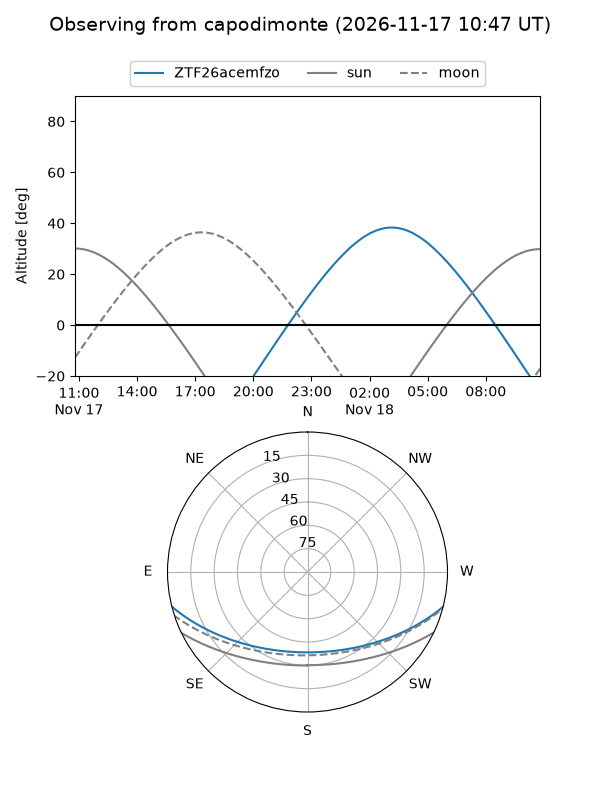 Observing from capodimonte (2026-11-17 10:47 UT)
ZTF26acemfzo sun moon
80
60
40
20
0
−20
Altitude [deg]
11:00 14:00 17:00 20:00 23:00 02:00 05:00 08:00
Nov 17 Nov 18
N
NE NW
15
30
45
60
75
E W
SE SW
S